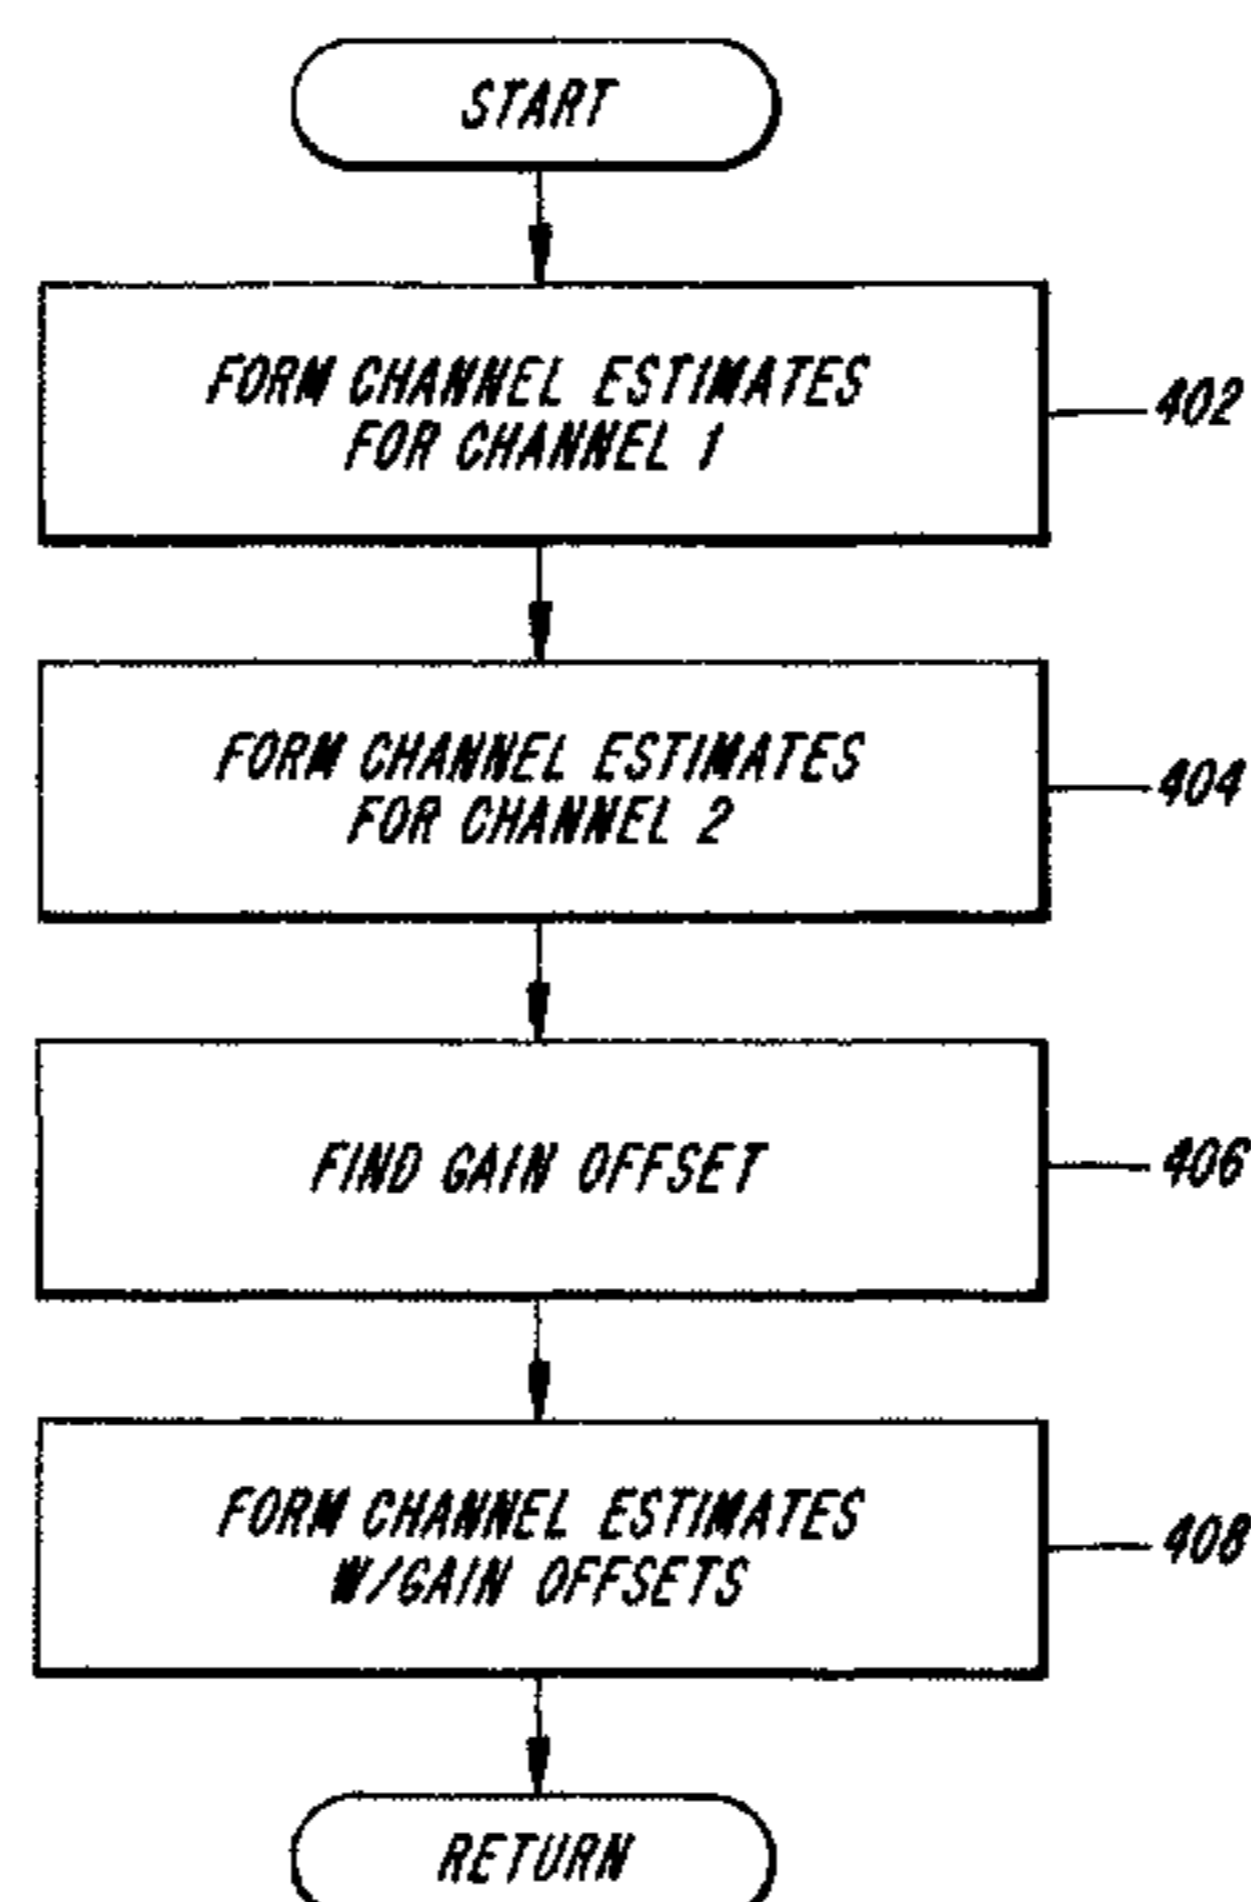 START
FORM CHANNEL ESTIMATES
FOR CHANNEL 1
402
FORM CHANNEL ESTIMATES
FOR CHANNEL 2
404
FIND GAIN OFFSET
406
FORM CHANNEL ESTIMATES
W/GAIN OFFSETS
408
RETURN